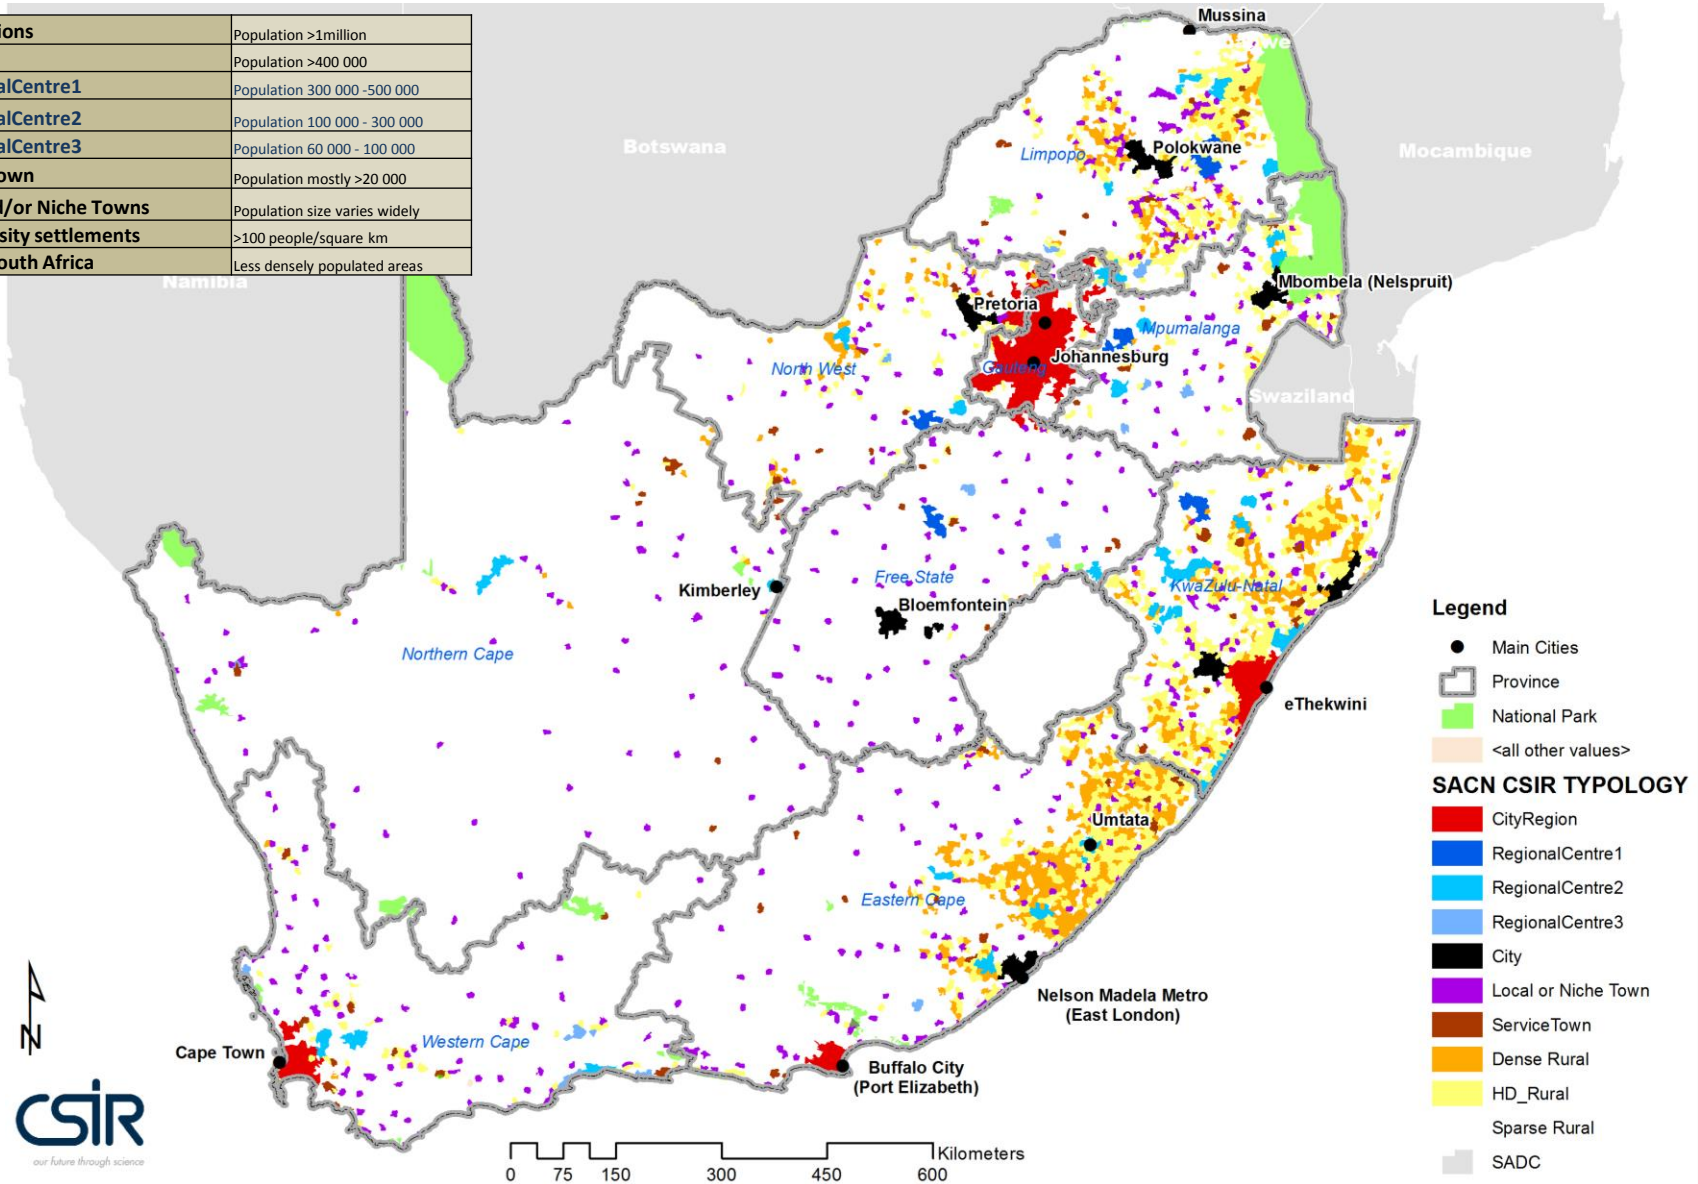 ions Population >1million
Population >400 000
alCentre1 Population 300 000 -500 000
alCentre2 Population 100 000 - 300 000
alCentre3 Population 60 000 - 100 000
own Population mostly >20 000
l/or Niche Towns Population size varies widely
sity settlements >100 people/square km
outh Africa Less densely populated areas
Mussina
Botswana
Mocambique
Limpopo
Polokwane
Namibia
Mbombela (Nelspruit)
Pretoria
Mpumalanga
Johannesburg
North West
Gauteng
Swaziland
Kimberley
Free State
KwaZulu-Natal
Bloemfontein
Northern Cape
eThekwini
Umtata
Eastern Cape
Nelson Madela Metro
(East London)
Western Cape
Cape Town
Buffalo City
(Port Elizabeth)
Legend
Main Cities
Province
National Park
<all other values>
SACN CSIR TYPOLOGY
CityRegion
RegionalCentre1
RegionalCentre2
RegionalCentre3
City
Local or Niche Town
ServiceTown
Dense Rural
HD_Rural
Sparse Rural
SADC
N
CSIR
our future through science
Kilometers
0 75 150 300 450 600